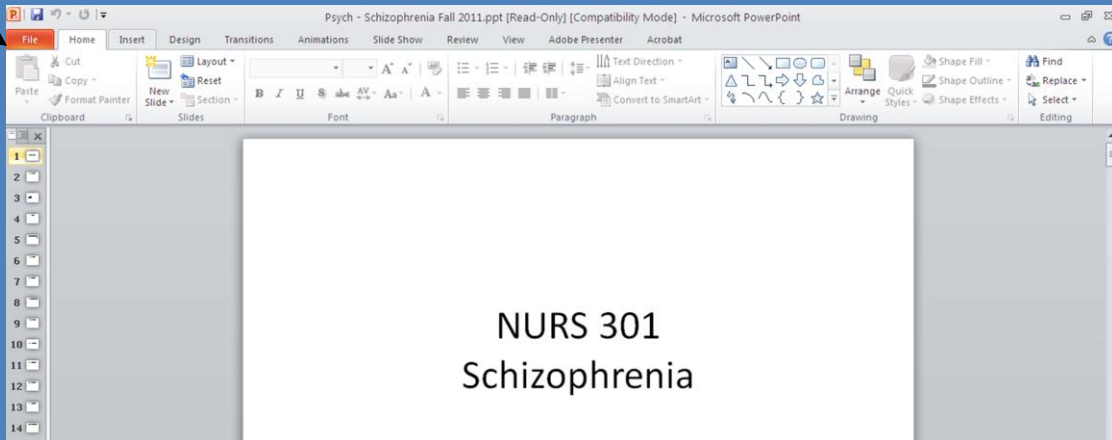 Psych - Schizophrenia Fall 2011.ppt [Read-Only] [Compatibility Mode] - Microsoft PowerPoint
File Home Insert Design Transitions Animations Slide Show Review View Adobe Presenter Acrobat
Paste
Cut
Copy
Format Painter
Clipboard
New Slide
Layout
Reset
Section
Slides
B I U S abc AV Aa A
Font
Text Direction
Align Text
Convert to SmartArt
Paragraph
Arrange
Quick Styles
Shape Fill
Shape Outline
Shape Effects
Drawing
Find
Replace
Select
Editing
1
2
3
4
5
6
7
8
9
10
11
12
13
14
NURS 301
Schizophrenia